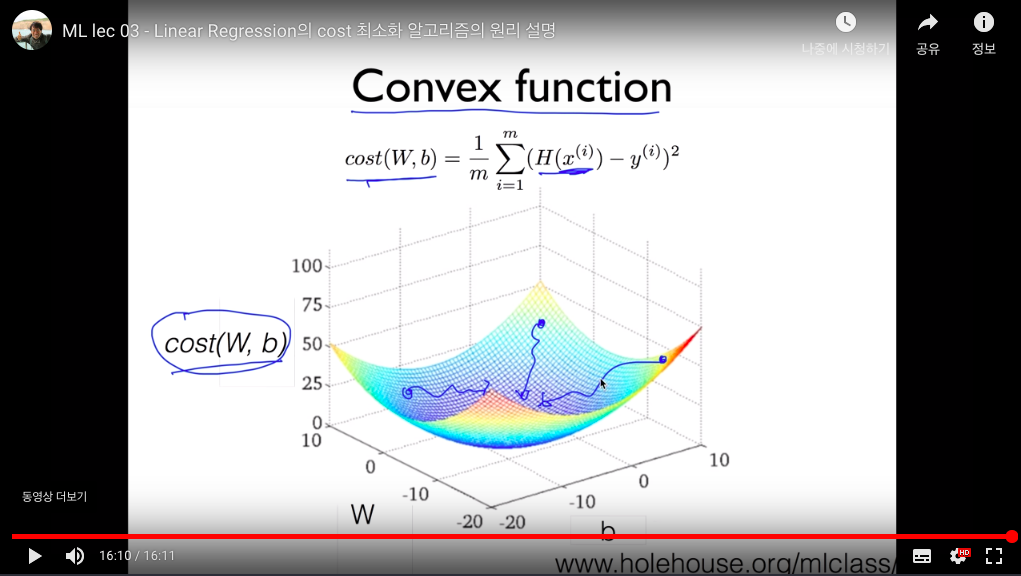 ML lec 03 - Linear Regression의 cost 최소화 알고리즘의 원리 설명
나중에 시청하기
공유
정보
Convex function
cost(W, b) = \frac{1}{m} \sum_{i=1}^{m} (H(x^{(i)}) - y^{(i)})^2
cost(W, b)
100
75
50
25
0
10
0
-10
-20
-20
-10
0
10
W
b
동영상 더보기
www.holehouse.org/mlclass/
16:10 / 16:11
HD